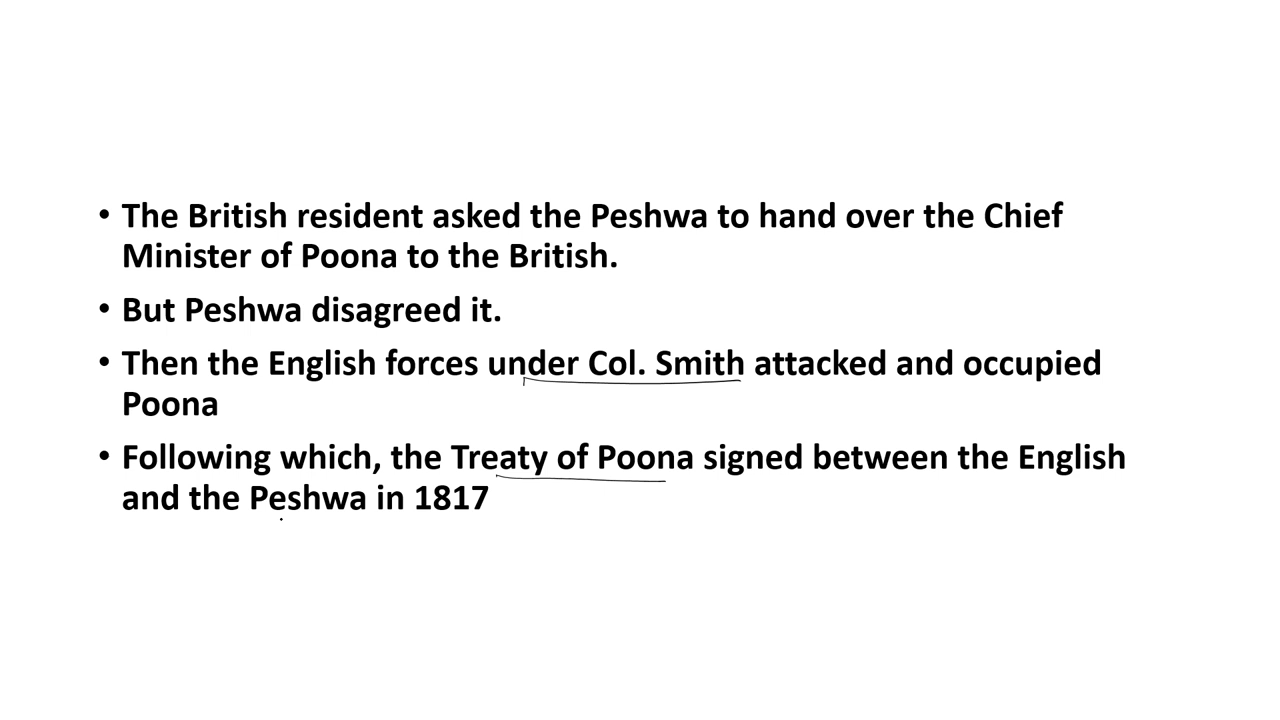 • The British resident asked the Peshwa to hand over the Chief
Minister of Poona to the British.
• But Peshwa disagreed it.
• Then the English forces under Col. Smith attacked and occupied
Poona
• Following which, the Treaty of Poona signed between the English
and the Peshwa in 1817